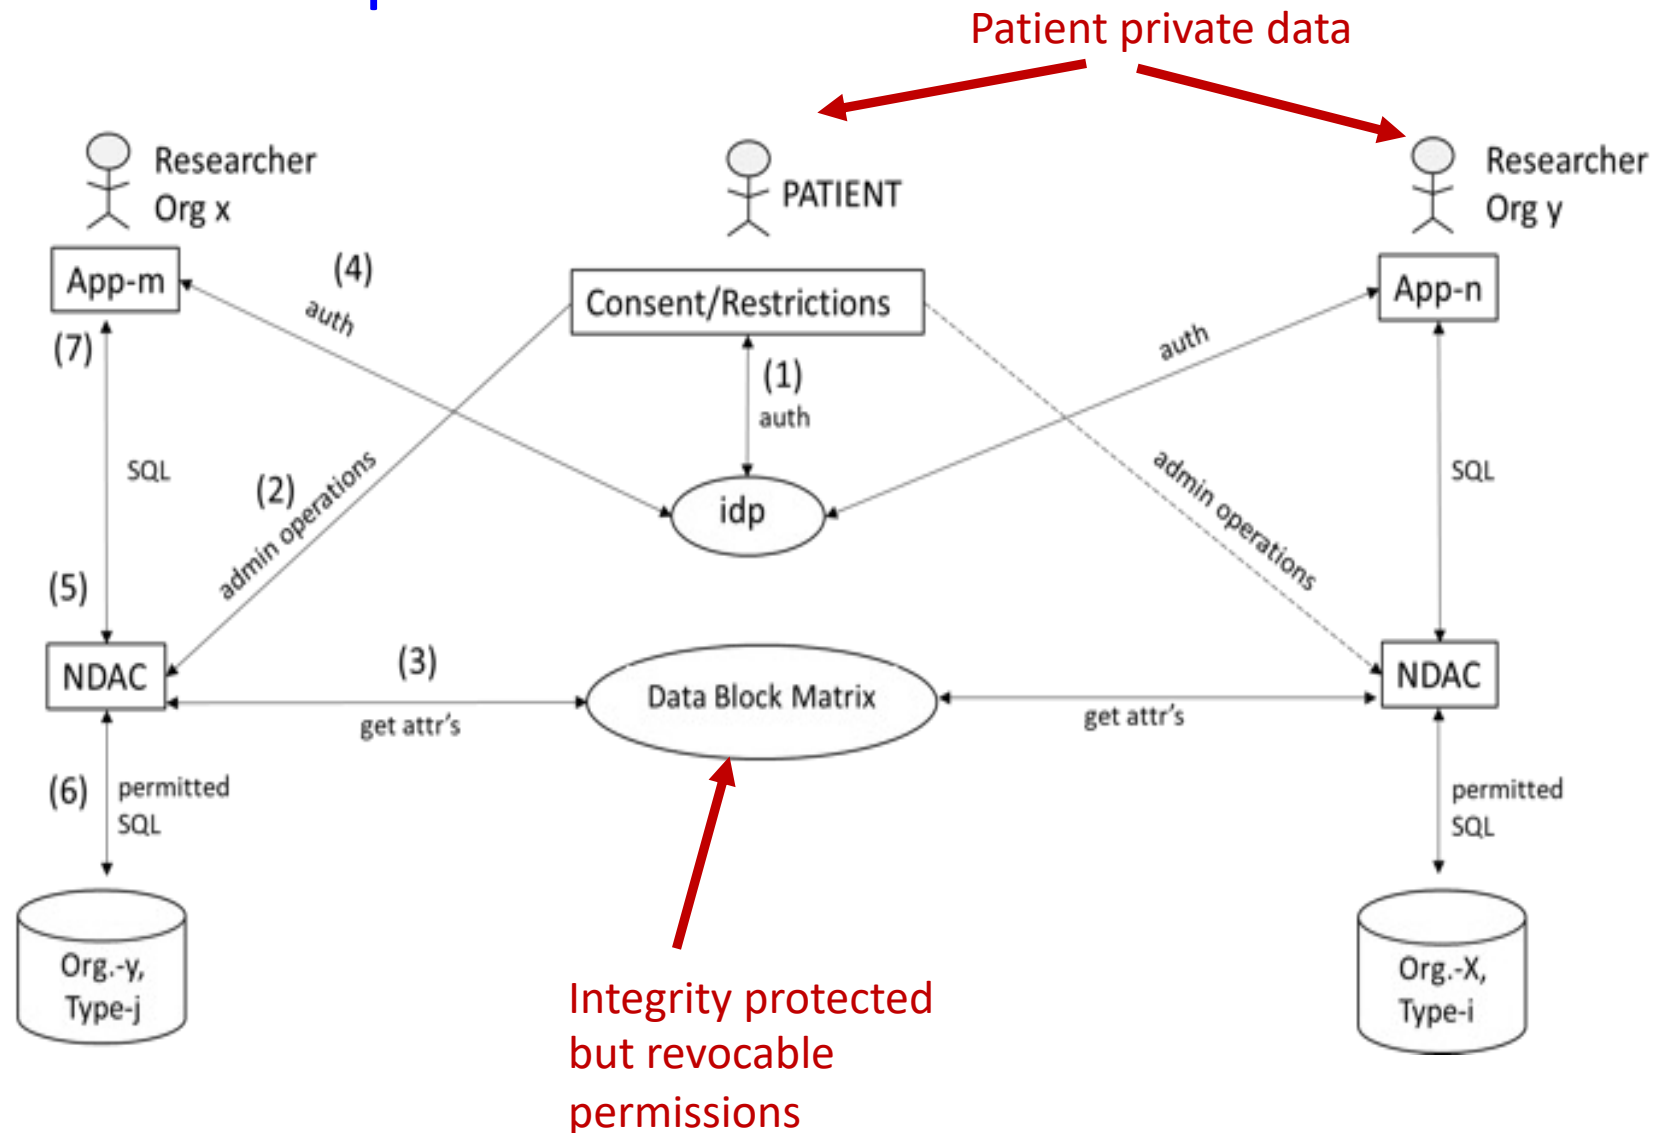 Patient private data
Researcher
Org x
PATIENT
Researcher
Org y
App-m
(4)
auth
Consent/Restrictions
App-n
(7)
(1)
auth
auth
SQL
(2)
admin operations
idp
admin operations
SQL
(5)
NDAC
(3)
get attr's
Data Block Matrix
get attr's
NDAC
(6)
permitted
SQL
permitted
SQL
Org.-y,
Type-j
Org.-X,
Type-i
Integrity protected
but revocable
permissions